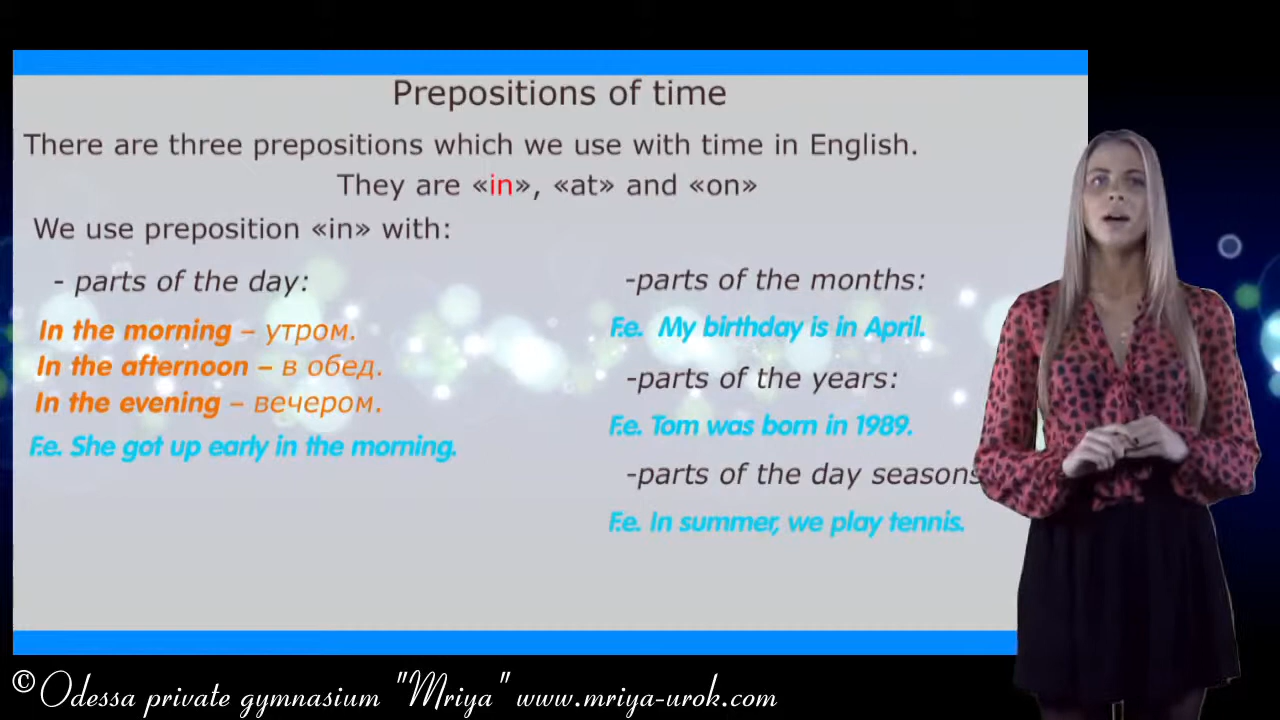 Prepositions of time
There are three prepositions which we use with time in English.
They are «in», «at» and «on»
We use preposition «in» with:
- parts of the day:
In the morning – утром.
In the afternoon – в обед.
In the evening – вечером.
F.e. She got up early in the morning.
-parts of the months:
F.e. My birthday is in April.
-parts of the years:
F.e. Tom was born in 1989.
-parts of the day seasons
F.e. In summer, we play tennis.
©Odessa private gymnasium "Mriya" www.mriya-urok.com